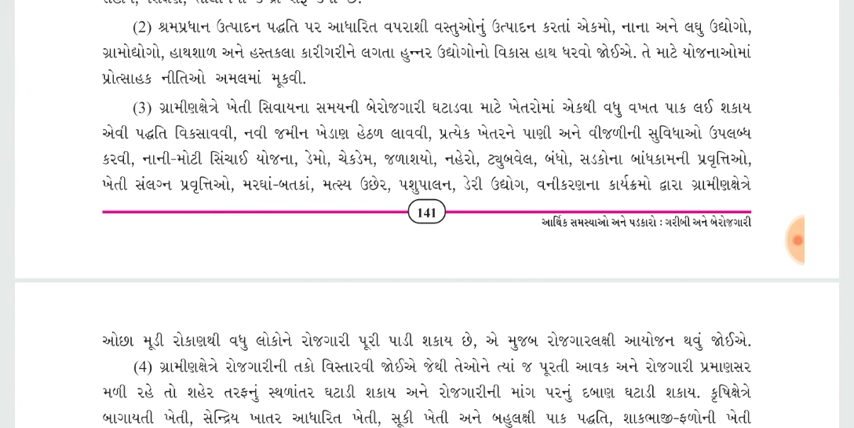 (2) શ્રમપ્રધાન ઉત્પાદન પદ્ધતિ પર આધારિત વપરાશી વસ્તુઓનું ઉત્પાદન કરતાં એકમો, નાના અને લઘુ ઉદ્યોગો,
ગ્રામોદ્યોગો, હાથશાળ અને હસ્તકલા કારીગરીને લગતા હુન્નર ઉદ્યોગોનો વિકાસ હાથ ધરવો જોઈએ. તે માટે યોજનાઓમાં
પ્રોત્સાહક નીતિઓ અમલમાં મૂકવી.
(3) ગ્રામીણક્ષેત્રે ખેતી સિવાયના સમયની બેરોજગારી ઘટાડવા માટે ખેતરોમાં એકથી વધુ વખત પાક લઈ શકાય
એવી પદ્ધતિ વિકસાવવી, નવી જમીન ખેડાણ હેઠળ લાવવી, પ્રત્યેક ખેતરને પાણી અને વીજળીની સુવિધાઓ ઉપલબ્ધ
કરવી, નાની-મોટી સિંચાઈ યોજના, ડેમો, ચેકડેમ, જળાશયો, નહેરો, ટ્યુબવેલ, બંધો, સડકોના બાંધકામની પ્રવૃત્તિઓ,
ખેતી સંલગ્ન પ્રવૃત્તિઓ, મરઘાં-બતકાં, મત્સ્ય ઉછેર, પશુપાલન, ડેરી ઉદ્યોગ, વનીકરણના કાર્યક્રમો દ્વારા ગ્રામીણક્ષેત્રે
141
આર્થિક સમસ્યાઓ અને પડકારો : ગરીબી અને બેરોજગારી
ઓછા મૂડી રોકાણથી વધુ લોકોને રોજગારી પૂરી પાડી શકાય છે, એ મુજબ રોજગારલક્ષી આયોજન થવું જોઈએ.
(4) ગ્રામીણક્ષેત્રે રોજગારીની તકો વિસ્તારવી જોઈએ જેથી તેઓને ત્યાં જ પૂરતી આવક અને રોજગારી પ્રમાણસર
મળી રહે તો શહેર તરફનું સ્થળાંતર ઘટાડી શકાય અને રોજગારીની માંગ પરનું દબાણ ઘટાડી શકાય. કૃષિક્ષેત્રે
બાગાયતી ખેતી, સેન્દ્રિય ખાતર આધારિત ખેતી, સૂકી ખેતી અને બહુલક્ષી પાક પદ્ધતિ, શાકભાજી-ફળોની ખેતી